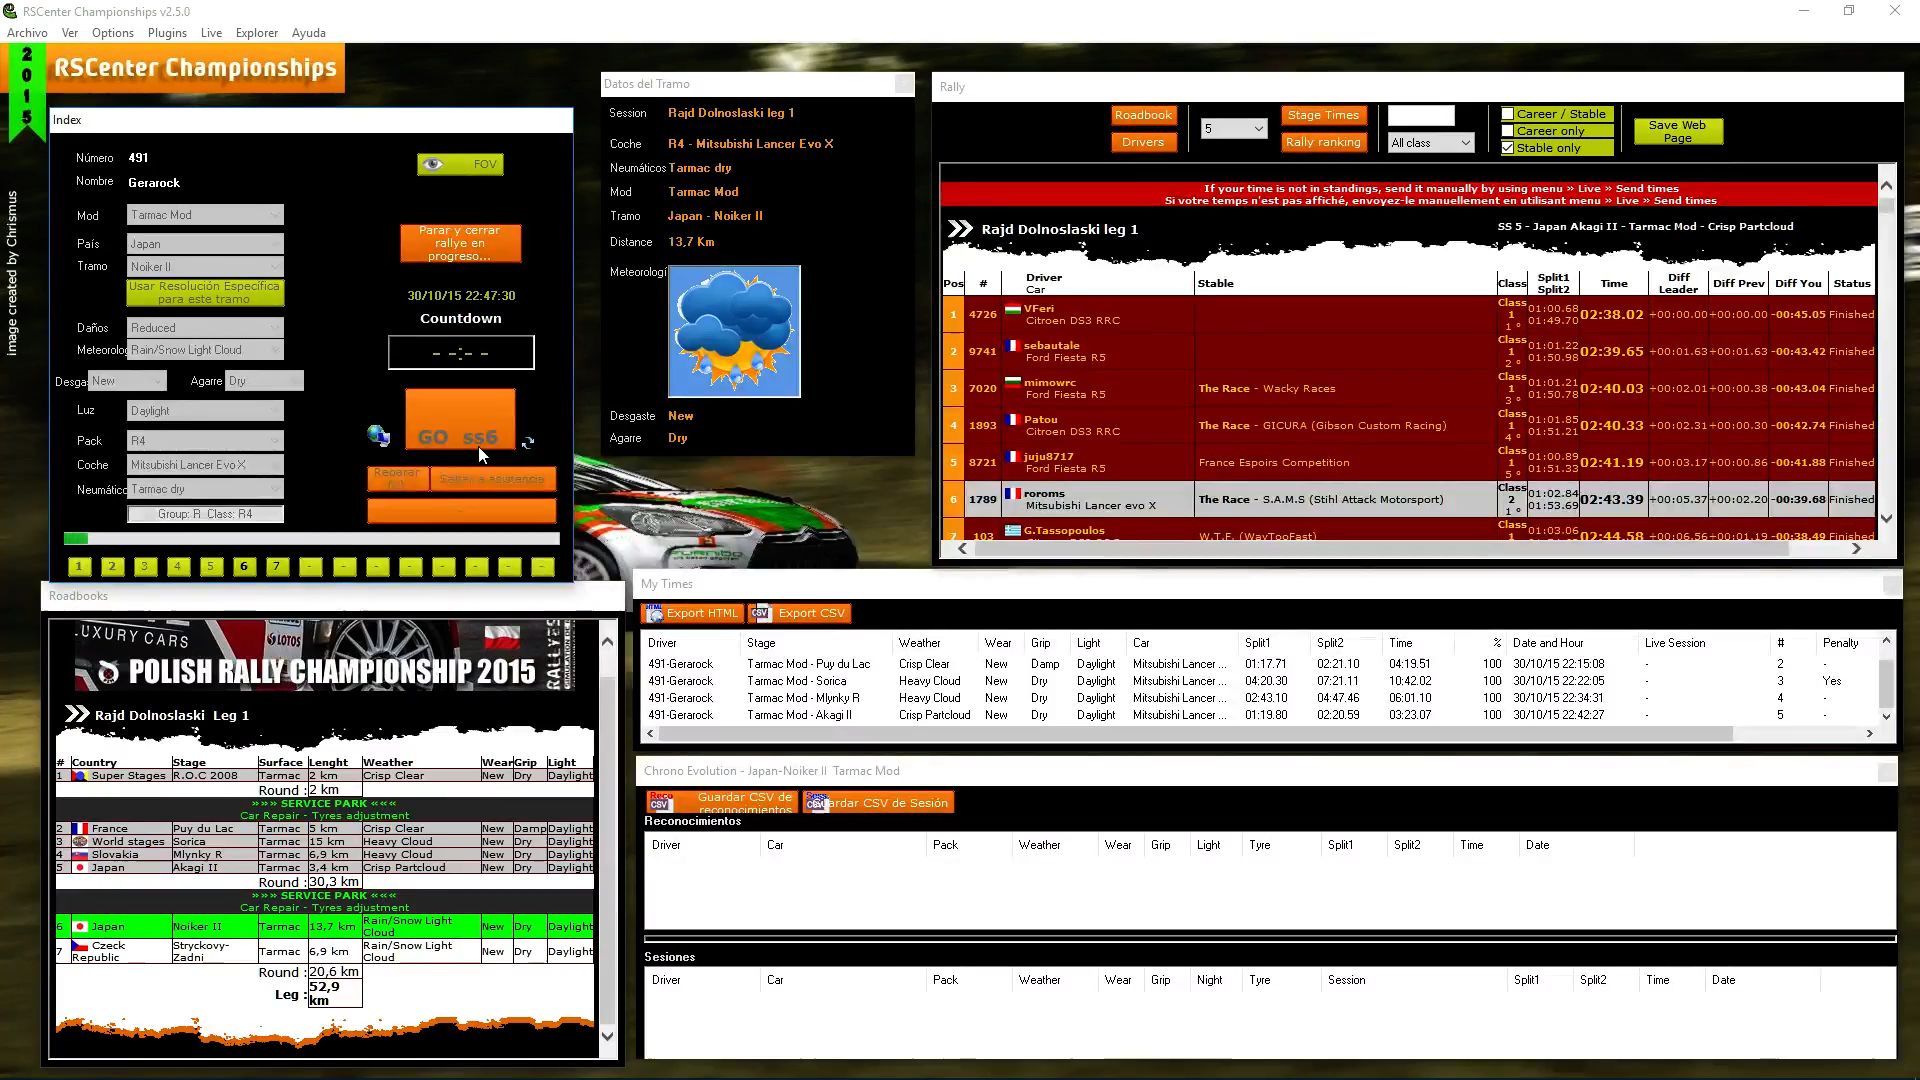 RSCenter Championships v2.5.0
Archivo Ver Options Plugins Live Explorer Ayuda
2015
RSCenter Championships
image created by Chrismus
Index
Número 491
Nombre Gerarock
FOV
Mod Tarmac Mod
País Japan
Tramo Noiker II
Usar Resolución Específica
para este tramo
Daños Reduced
Meteorolog Rain/Snow Light Cloud
Desga: New Agarre Dry
Luz Daylight
Pack R4
Coche Mitsubishi Lancer Evo X
Neumático Tarmac dry
Group: R Class: R4
Parar y cerrar
rallye en
progreso...
30/10/15 22:47:30
Countdown
- -:- -
GO ss6
1 2 3 4 5 6 7 - - - - - - - -
Datos del Tramo
Session Rajd Dolnoslaski leg 1
Coche R4 - Mitsubishi Lancer Evo X
Neumáticos Tarmac dry
Mod Tarmac Mod
Tramo Japan - Noiker II
Distance 13,7 Km
Meteorologí
Desgaste New
Agarre Dry
Rally
Roadbook
Drivers
5
Stage Times
Rally ranking
All class
Career / Stable
Career only
Stable only
Save Web
Page
If your time is not in standings, send it manually by using menu » Live » Send times
Si votre temps n'est pas affiché, envoyez-le manuellement en utilisant menu » Live » Send times
Rajd Dolnoslaski leg 1 SS 5 - Japan Akagi II - Tarmac Mod - Crisp Partcloud
Pos # Driver Car Stable Class Split1 Split2 Time Diff Leader Diff Prev Diff You Status
1 4726 VFeri Citroen DS3 RRC Class 1 1 ° 01:00.68 01:49.70 02:38.02 +00:00.00 +00:00.00 -00:45.05 Finished
2 9741 sebautale Ford Fiesta R5 Class 1 2 ° 01:01.22 01:50.98 02:39.65 +00:01.63 +00:01.63 -00:43.42 Finished
3 7020 mimowrc Ford Fiesta R5 The Race - Wacky Races Class 1 3 ° 01:01.21 01:50.78 02:40.03 +00:02.01 +00:00.38 -00:43.04 Finished
4 1893 Patou Citroen DS3 RRC The Race - GICURA (Gibson Custom Racing) Class 1 4 ° 01:01.85 01:51.21 02:40.33 +00:02.31 +00:00.30 -00:42.74 Finished
5 8721 juju8717 Ford Fiesta R5 France Espoirs Competition Class 1 5 ° 01:00.89 01:51.33 02:41.19 +00:03.17 +00:00.86 -00:41.88 Finished
6 1789 roroms Mitsubishi Lancer evo X The Race - S.A.M.S (Stihl Attack Motorsport) Class 2 1 ° 01:02.84 01:53.69 02:43.39 +00:05.37 +00:02.20 -00:39.68 Finished
7 103 G.Tassopoulos W.T.F. (WayTooFast) Class 01:03.06 02:44.58 +00:06.56 +00:01.19 -00:38.49 Finished
Roadbooks
LUXURY CARS
LOTOS
POLISH RALLY CHAMPIONSHIP 2015
Rajd Dolnoslaski Leg 1
# Country Stage Surface Lenght Weather Wear Grip Light
1 Super Stages R.O.C 2008 Tarmac 2 km Crisp Clear New Dry Daylight
Round : 2 km
»»» SERVICE PARK «««
Car Repair - Tyres adjustment
2 France Puy du Lac Tarmac 5 km Crisp Clear New Damp Daylight
3 World stages Sorica Tarmac 15 km Heavy Cloud New Dry Daylight
4 Slovakia Mlynky R Tarmac 6,9 km Heavy Cloud New Dry Daylight
5 Japan Akagi II Tarmac 3,4 km Crisp Partcloud New Dry Daylight
Round : 30,3 km
»»» SERVICE PARK «««
Car Repair - Tyres adjustment
6 Japan Noiker II Tarmac 13,7 km Rain/Snow Light Cloud New Dry Daylight
7 Czeck Republic Stryckovy-Zadni Tarmac 6,9 km Rain/Snow Light Cloud New Dry Daylight
Round : 20,6 km
Leg : 52,9 km
My Times
Export HTML Export CSV
Driver Stage Weather Wear Grip Light Car Split1 Split2 Time % Date and Hour Live Session # Penalty
491-Gerarock Tarmac Mod - Puy du Lac Crisp Clear New Damp Daylight Mitsubishi Lancer ... 01:17.71 02:21.10 04:19.51 100 30/10/15 22:15:08 - 2 -
491-Gerarock Tarmac Mod - Sorica Heavy Cloud New Dry Daylight Mitsubishi Lancer ... 04:20.30 07:21.11 10:42.02 100 30/10/15 22:22:05 - 3 Yes
491-Gerarock Tarmac Mod - Mlynky R Heavy Cloud New Dry Daylight Mitsubishi Lancer ... 02:43.10 04:47.46 06:01.10 100 30/10/15 22:34:31 - 4 -
491-Gerarock Tarmac Mod - Akagi II Crisp Partcloud New Dry Daylight Mitsubishi Lancer ... 01:19.80 02:20.59 03:23.07 100 30/10/15 22:42:27 - 5 -
Chrono Evolution - Japan-Noiker II Tarmac Mod
Guardar CSV de
reconocimientos
ardar CSV de Sesión
Reconocimientos
Driver Car Pack Weather Wear Grip Light Tyre Split1 Split2 Time Date
Sesiones
Driver Car Pack Weather Wear Grip Night Tyre Session Split1 Split2 Time Date